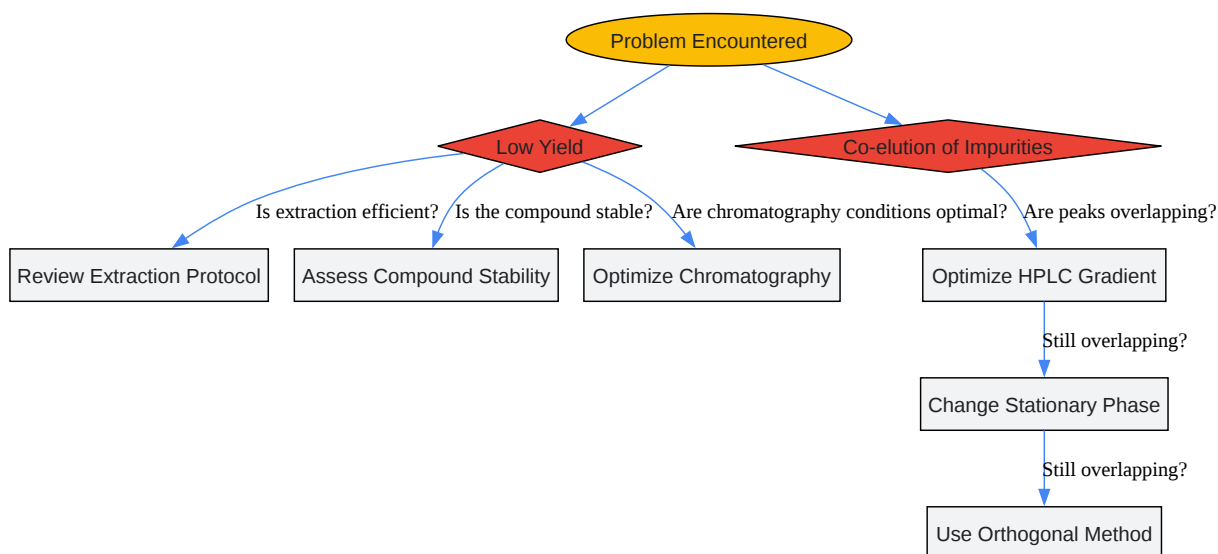 Problem Encountered
Low Yield
Co-elution of Impurities
Is extraction efficient?
Is the compound stable?
Are chromatography conditions optimal?
Are peaks overlapping?
Review Extraction Protocol
Assess Compound Stability
Optimize Chromatography
Optimize HPLC Gradient
Still overlapping?
Change Stationary Phase
Still overlapping?
Use Orthogonal Method